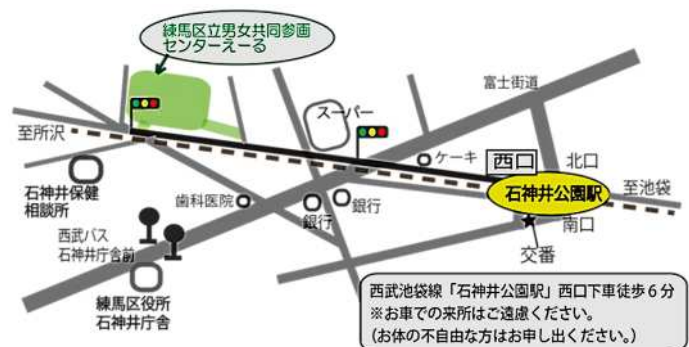 練馬区立男女共同参画
センターえーる
富士街道
スーパー
至所沢
ケーキ
西口
北口
石神井公園駅
至池袋
石神井保健
相談所
歯科医院
銀行
銀行
南口
交番
西武バス
石神井庁舎前
練馬区役所
石神井庁舎
西武池袋線「石神井公園駅」西口下車徒歩6分
※お車での来所はご遠慮ください。
(お体の不自由な方はお申し出ください。)